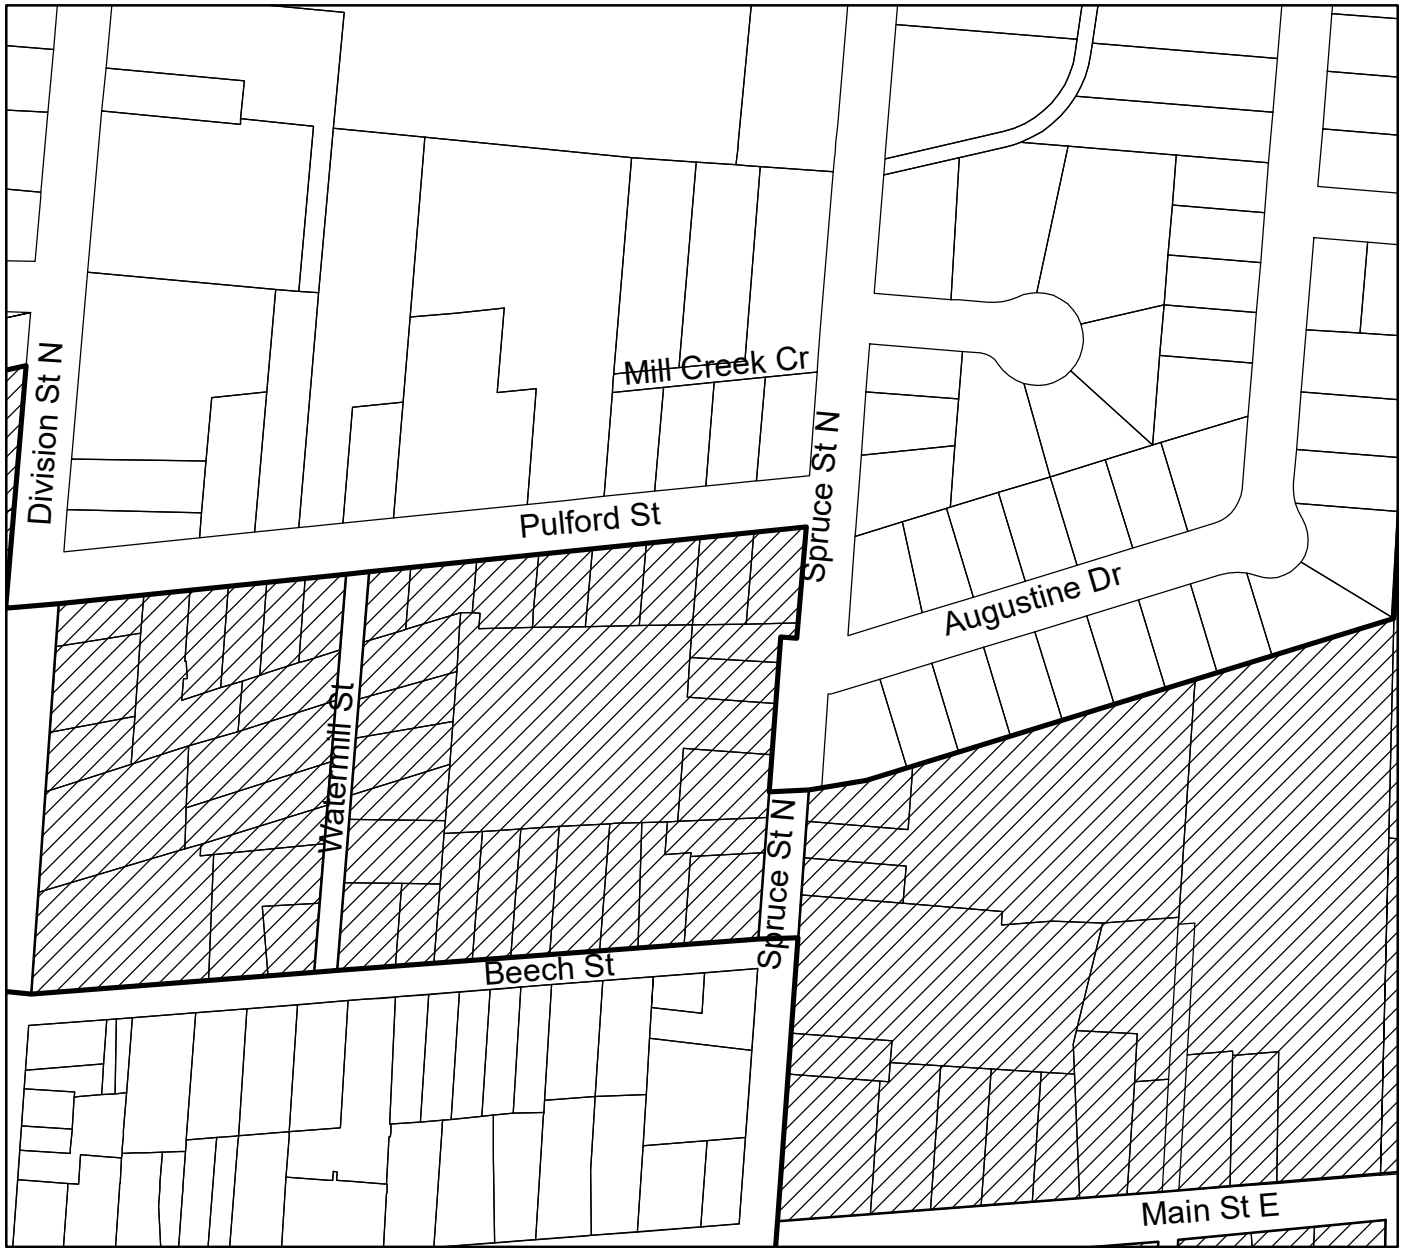 Mill Creek Cr
Division St N
Spruce St N
Pulford St
Augustine Dr
Watermill St
Spruce St N
Beech St
Main St E